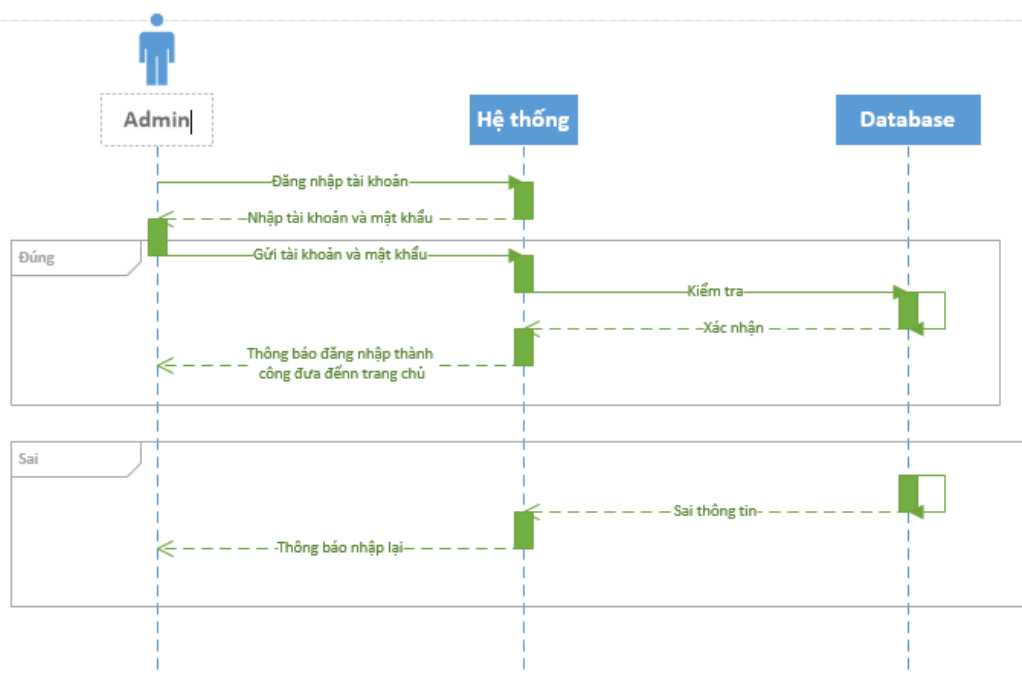 Admin
Hệ thống
Database
Đăng nhập tài khoản
Nhập tài khoản và mật khẩu
Đúng
Gửi tài khoản và mật khẩu
Kiểm tra
Xác nhận
Thông báo đăng nhập thành
công đưa đếnn trang chủ
Sai
Sai thông tin
Thông báo nhập lại